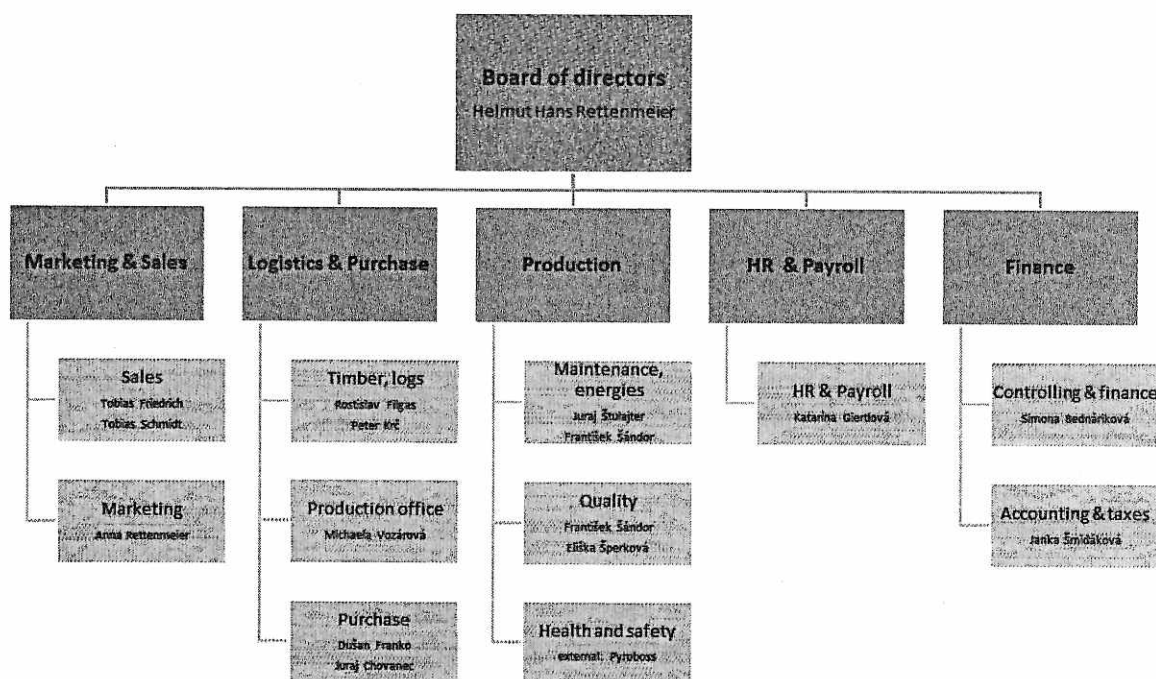 Board of directors
Helmut Hans Rettenmeier
Marketing & Sales
Logistics & Purchase
Production
HR & Payroll
Finance
Sales
Tobias Friedrich
Tobias Schmidt
Marketing
Anna Rettenmeier
Timber, logs
Rostislav Filgas
Peter Krč
Production office
Michaela Vozárová
Purchase
Dušan Franko
Juraj Chovanec
Maintenance,
energies
Juraj Štulajter
František Šándor
Quality
František Šándor
Eliška Šperková
Health and safety
external: Pyroboss
HR & Payroll
Katarína Giertlová
Controlling & finance
Simona Bednáriková
Accounting & taxes
Janka Šmidáková